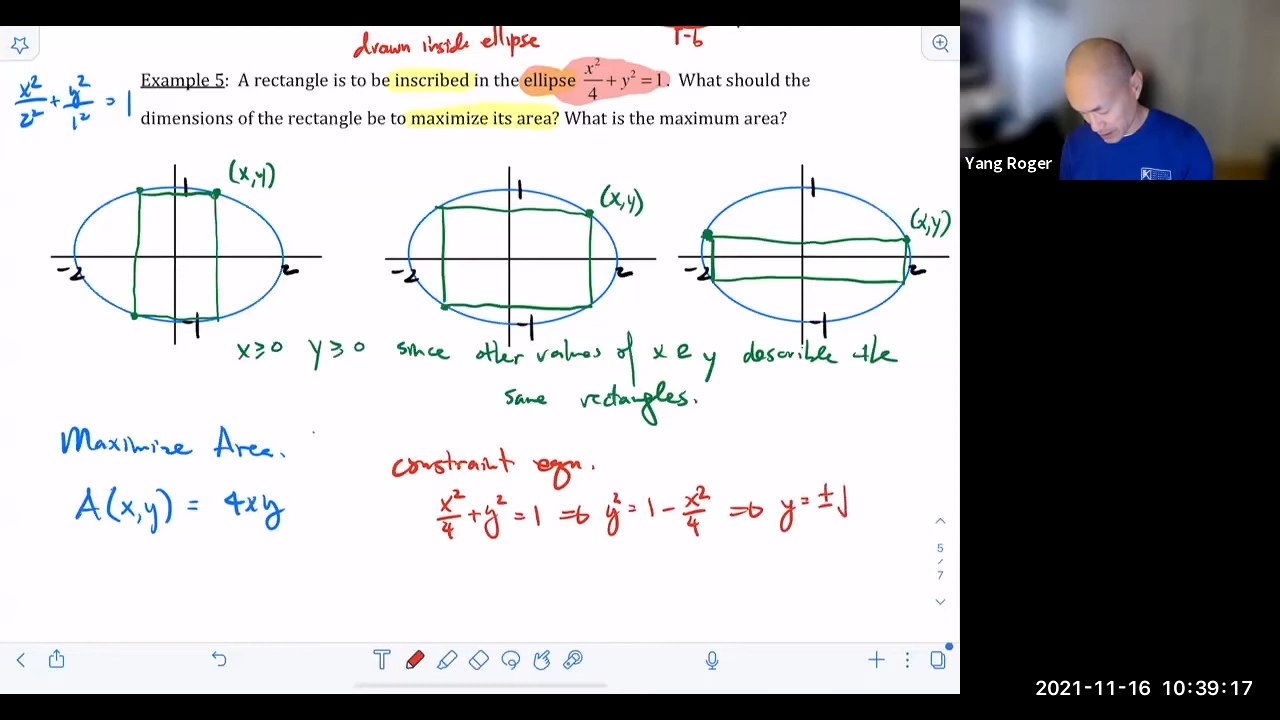 drawn inside ellipse
1-b
Example 5: A rectangle is to be inscribed in the ellipse x²/4 + y² = 1. What should the
x²/2² + y²/1² = 1
dimensions of the rectangle be to maximize its area? What is the maximum area?
(x,y) (x,y) (x,y)
1 1 1
-2 2 -2 2 -2 2
-1 -1 -1
x≥0 y≥0 since other values of x & y describle the
same rectangles.
Maximize Area.
constraint eqn.
A(x,y) = 4xy
x²/4 + y² = 1 => y² = 1 - x²/4 => y = ±√
5
/
7
T
Yang Roger
2021-11-16 10:39:17